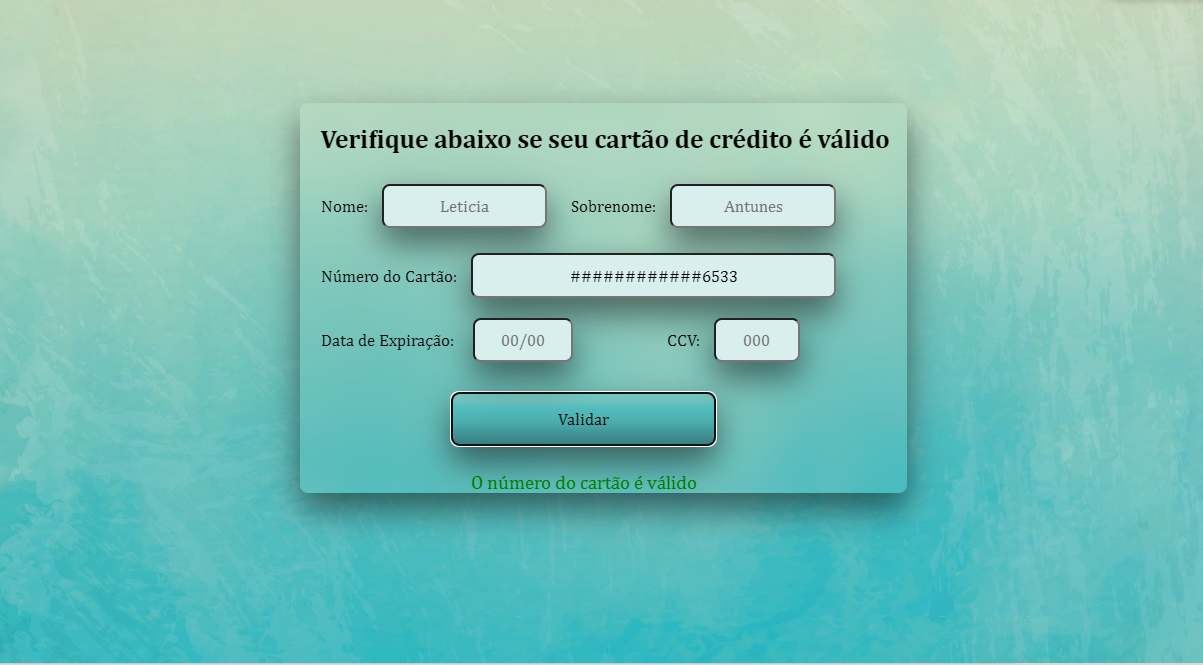 Verifique abaixo se seu cartão de crédito é válido
Nome: Leticia Sobrenome: Antunes
Número do Cartão: ############6533
Data de Expiração: 00/00 CCV: 000
Validar
O número do cartão é válido